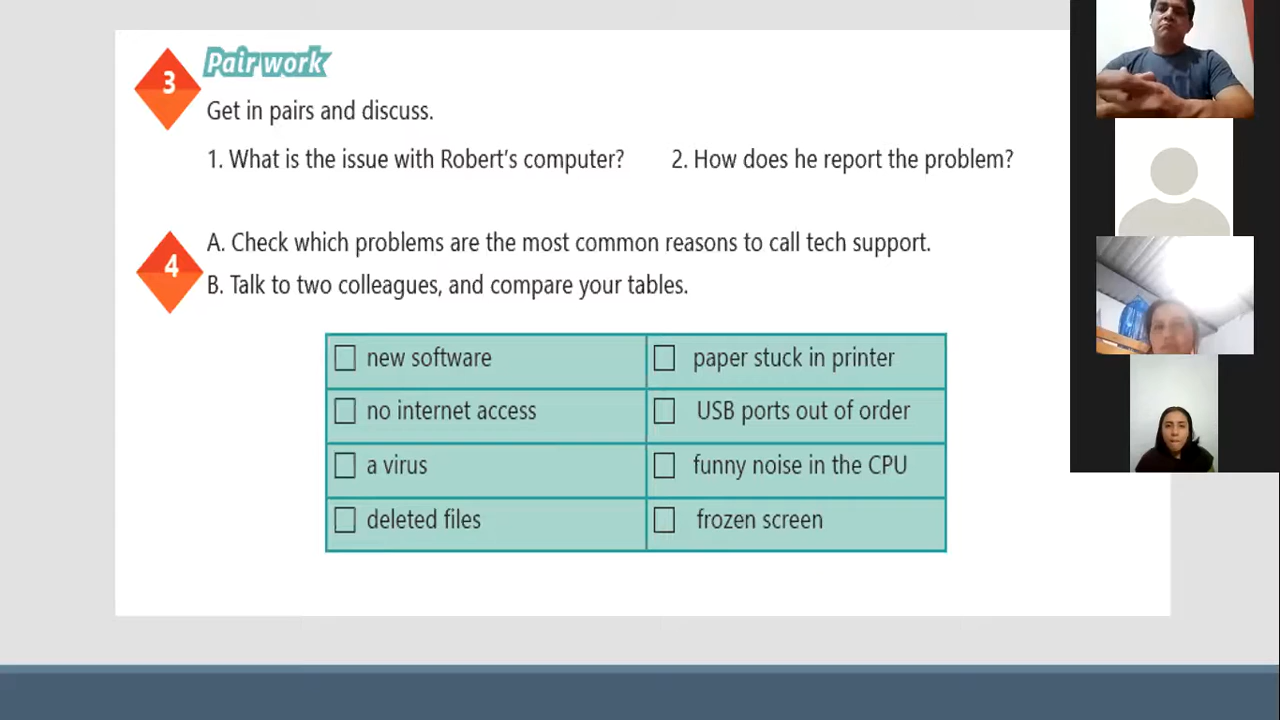 3
Pair work
Get in pairs and discuss.
1. What is the issue with Robert's computer? 2. How does he report the problem?
4
A. Check which problems are the most common reasons to call tech support.
B. Talk to two colleagues, and compare your tables.
new software
paper stuck in printer
no internet access
USB ports out of order
a virus
funny noise in the CPU
deleted files
frozen screen